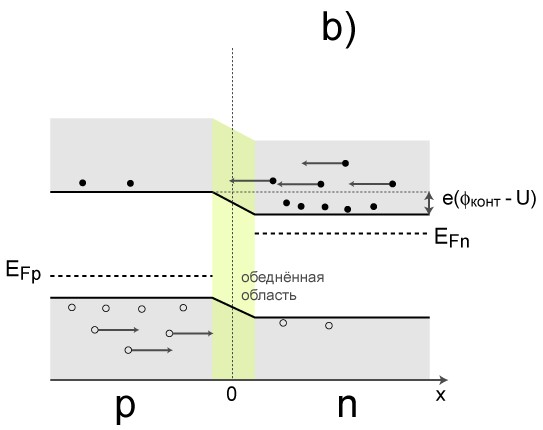 b)
e(ϕконт - U)
EFn
EFp
обеднённая
область
p
0
n
x